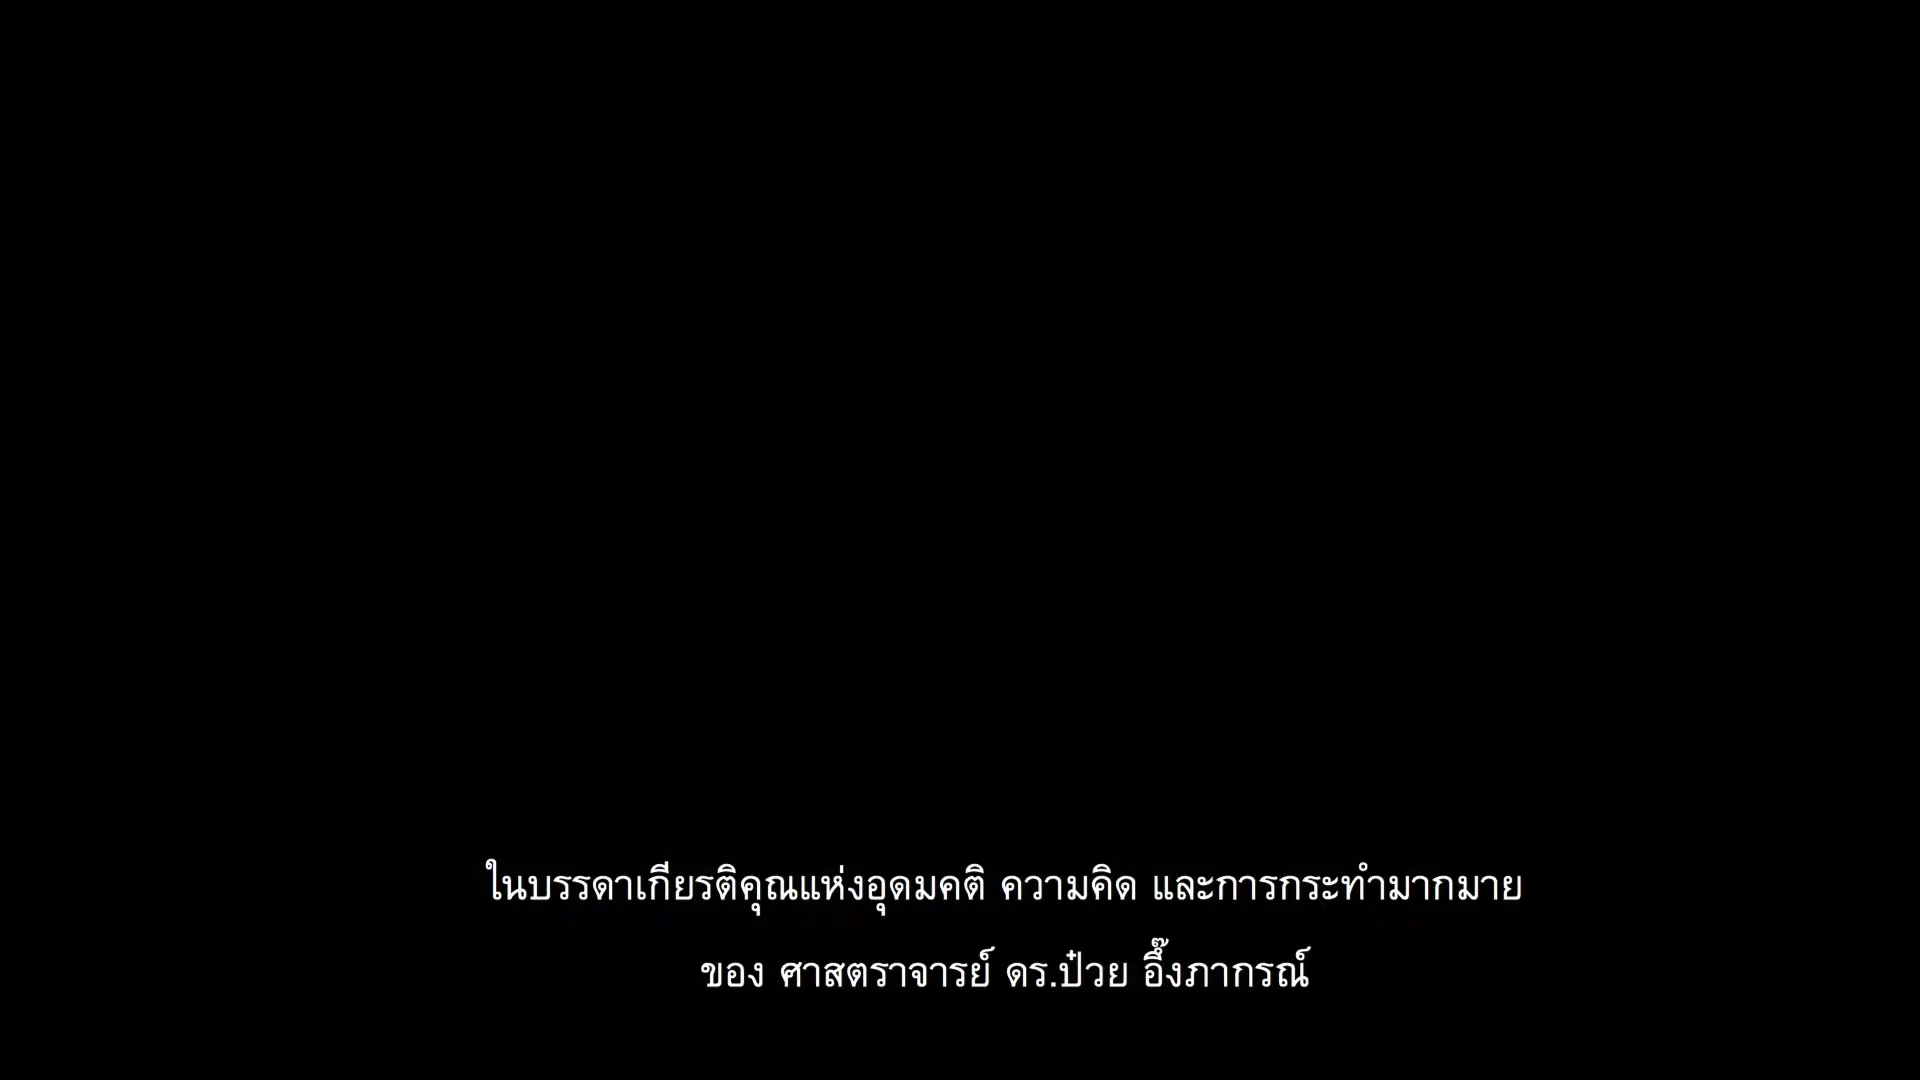 ในบรรดาเกียรติคุณแห่งอุดมคติ ความคิด และการกระทำมากมาย
ของ ศาสตราจารย์ ดร.ป๋วย อึ๊งภากรณ์